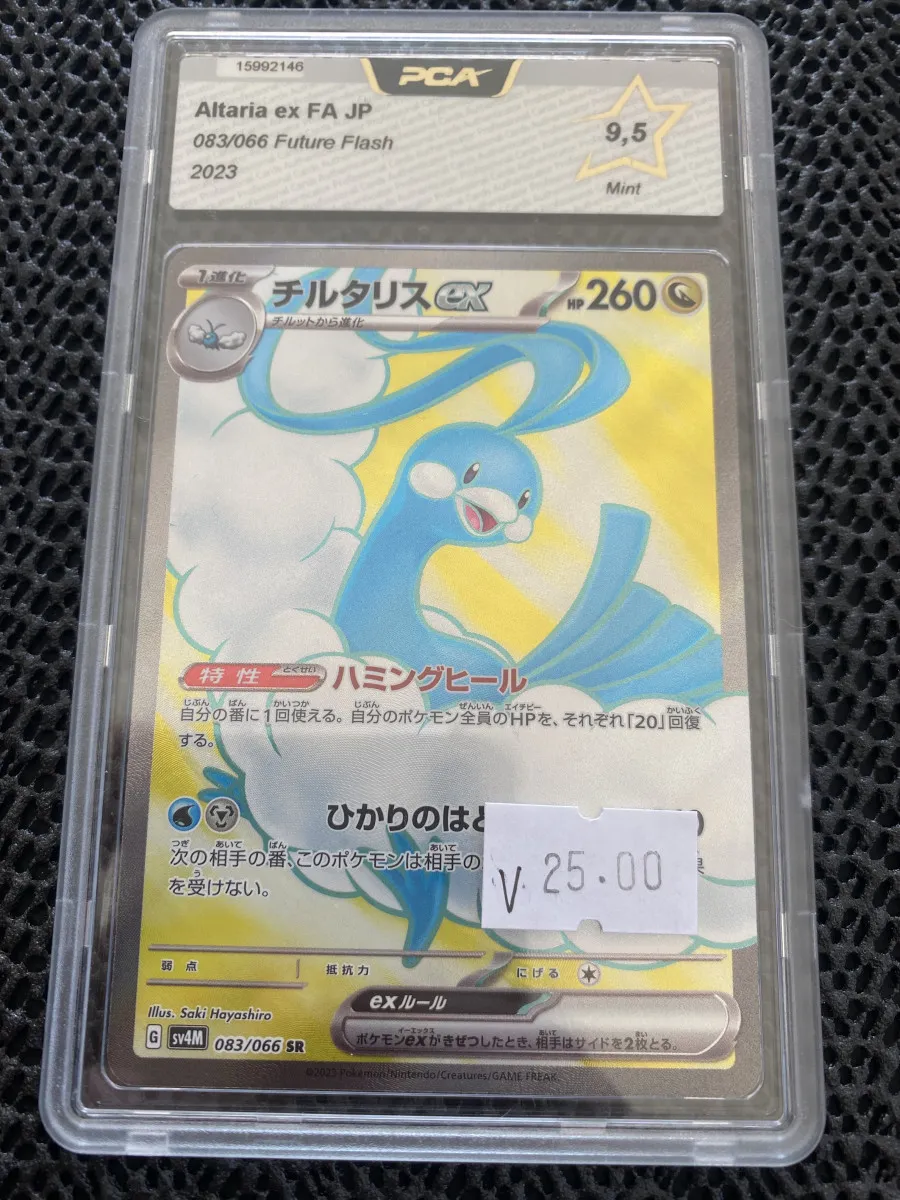 15992146
PCA
Altaria ex FA JP
083/066 Future Flash
2023
9,5
Mint
1進化
チルタリスex
HP260
チルットから進化
特性
とくせい
ハミングヒール
自分の番に1回使える。自分のポケモン全員のHPを、それぞれ「20」回復
する。
ひかりのはど
次の相手の番、このポケモンは相手の
を受けない。
V 25.00
弱点
抵抗力
にげる
exルール
ポケモンexがきぜつしたとき、相手はサイドを2枚とる。
Illus. Saki Hayashiro
G
sv4M
083/066 SR
©2023 Pokémon/Nintendo/Creatures/GAME FREAK